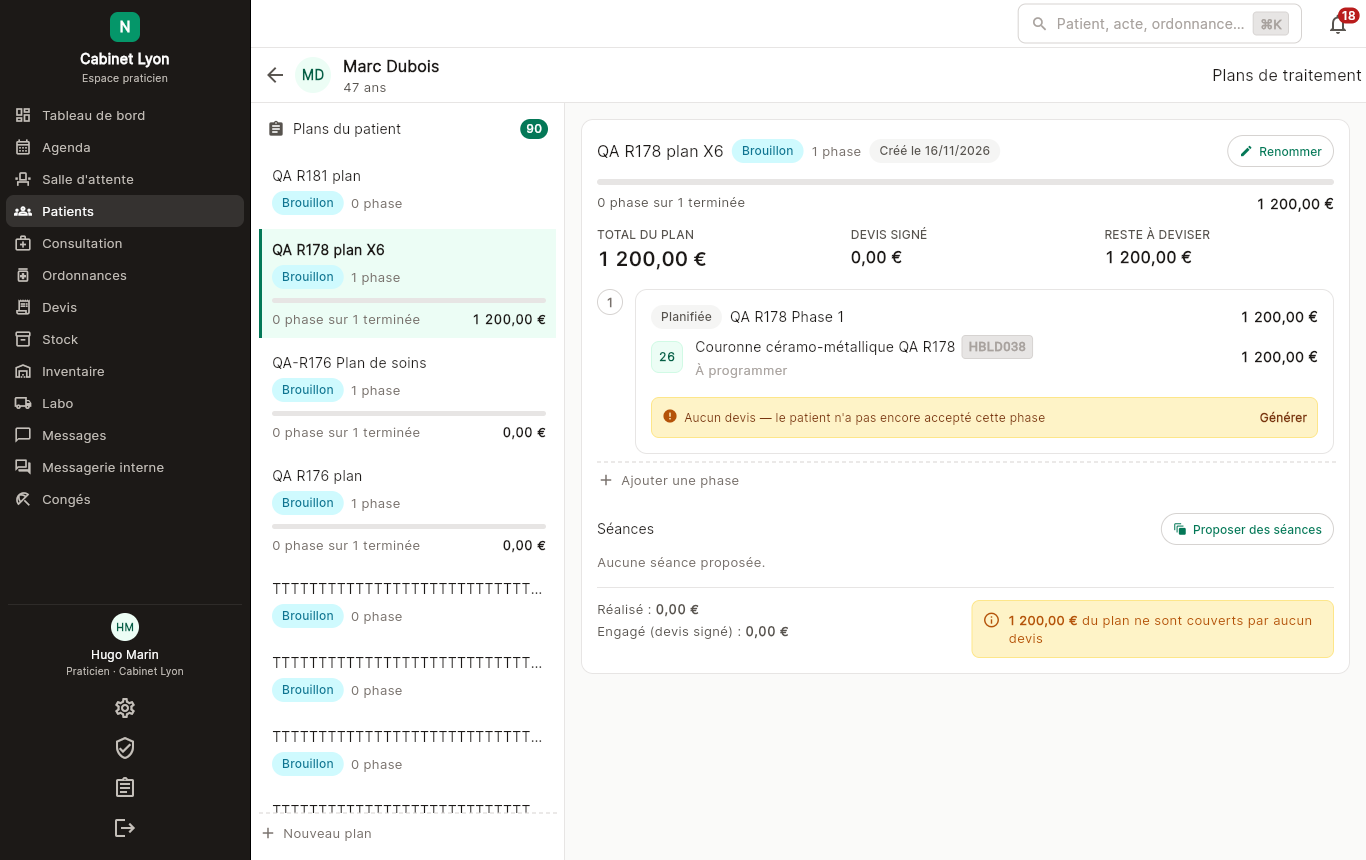 N
Cabinet Lyon
Espace praticien
Tableau de bord
Agenda
Salle d'attente
Patients
Consultation
Ordonnances
Devis
Stock
Inventaire
Labo
Messages
Messagerie interne
Congés
HM
Hugo Marin
Praticien · Cabinet Lyon
Patient, acte, ordonnance... ⌘K
18
MD
Marc Dubois
47 ans
Plans de traitement
Plans du patient 90
QA R181 plan
Brouillon 0 phase
QA R178 plan X6
Brouillon 1 phase
0 phase sur 1 terminée 1 200,00 €
QA-R176 Plan de soins
Brouillon 1 phase
0 phase sur 1 terminée 0,00 €
QA R176 plan
Brouillon 1 phase
0 phase sur 1 terminée 0,00 €
TTTTTTTTTTTTTTTTTTTTTTTTTTTT...
Brouillon 0 phase
TTTTTTTTTTTTTTTTTTTTTTTTTTTT...
Brouillon 0 phase
TTTTTTTTTTTTTTTTTTTTTTTTTTTT...
Brouillon 0 phase
TTTTTTTTTTTTTTTTTTTTTTTTTTTT
Nouveau plan
QA R178 plan X6 Brouillon 1 phase Créé le 16/11/2026 Renommer
0 phase sur 1 terminée 1 200,00 €
TOTAL DU PLAN DEVIS SIGNÉ RESTE À DEVISER
1 200,00 € 0,00 € 1 200,00 €
1
Planifiée QA R178 Phase 1 1 200,00 €
26 Couronne céramo-métallique QA R178 HBLD038 1 200,00 €
À programmer
Aucun devis — le patient n'a pas encore accepté cette phase Générer
Ajouter une phase
Séances Proposer des séances
Aucune séance proposée.
Réalisé : 0,00 €
Engagé (devis signé) : 0,00 €
1 200,00 € du plan ne sont couverts par aucun
devis